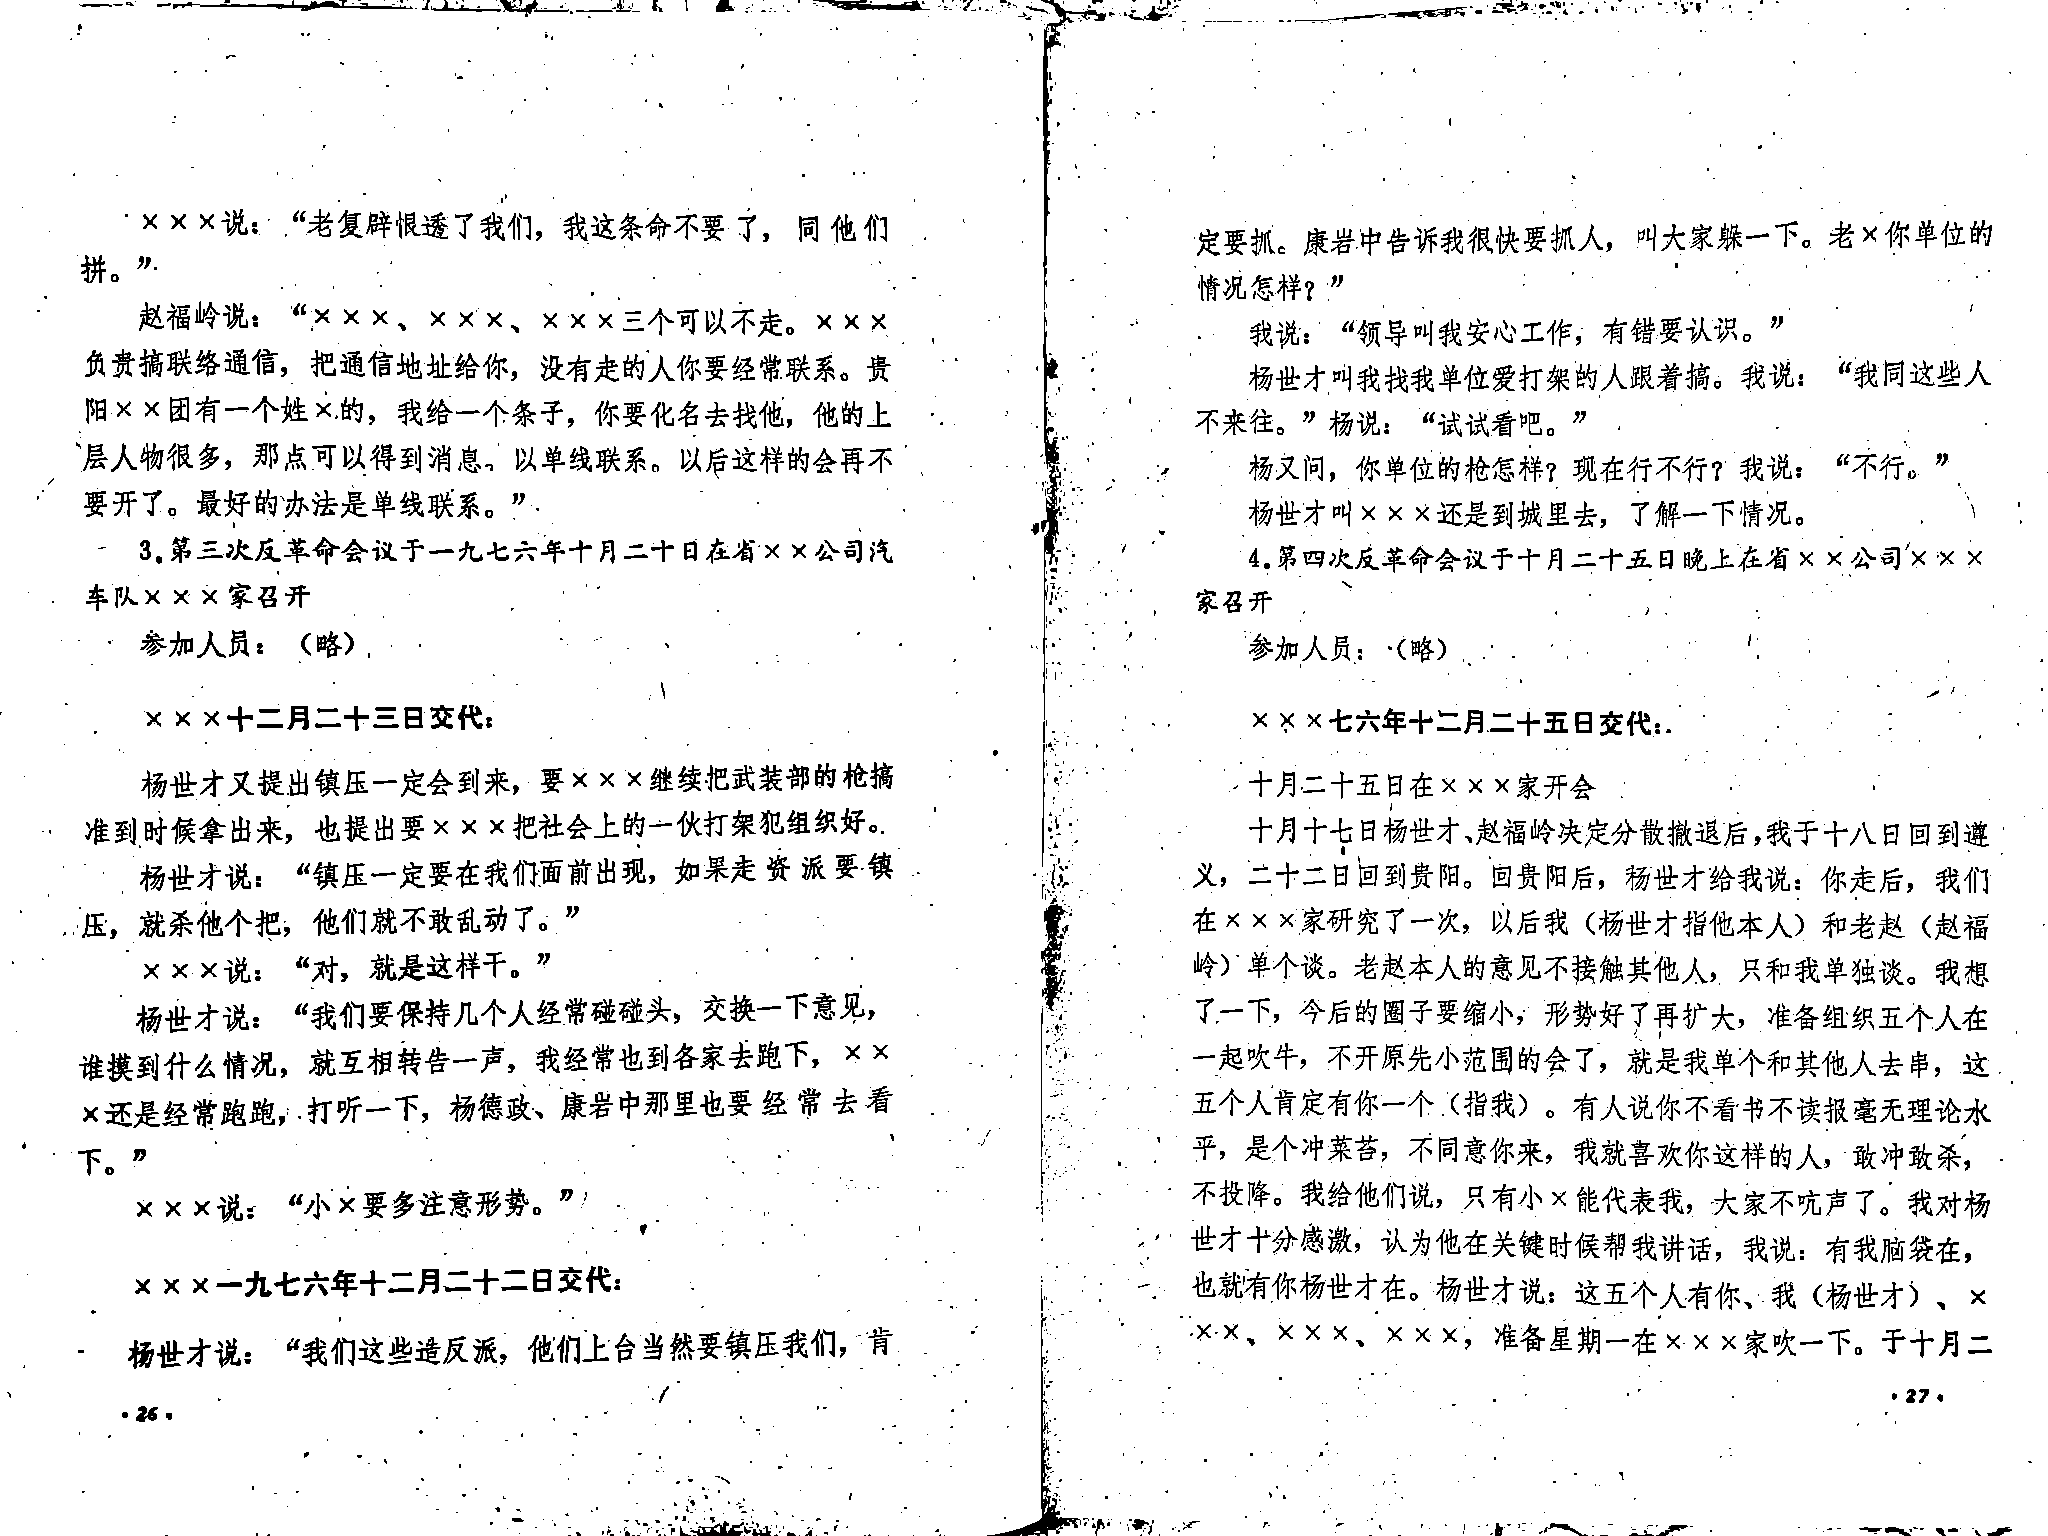 ×××说：“老复辟恨透了我们，我这条命不要了，同他们
拼。”
赵福岭说：“×××、×××、×××三个可以不走。×××
负贵搞联络通信，把通信地址给你，没有走的人你要经常联系。贵
阳××团有一个姓×的，我给一个条子，你要化名去找他，他的上
层人物很多，那点可以得到消息。以单线联系。以后这样的会再不
要开了。最好的办法是单线联系。”
3.第三次反革命会议于一九七六年十月二十日在省××公司汽
车队×××家召开
参加人员：（略）
×××十二月二十三日交代：
杨世才又提出镇压一定会到来，要×××继续把武装部的枪搞
准到时候拿出来，也提出要×××把社会上的一伙打架犯组织好。
杨世才说：“镇压一定要在我们面前出现，如果走资派要镇
压，就杀他个把，他们就不敢乱动了。”
×××说：“对，就是这样干。”
杨世才说：“我们要保持几个人经常碰碰头，交换一下意见，
谁摸到什么情况，就互相转告一声，我经常也到各家去跑下，××
×还是经常跑跑，打听一下，杨德政、康岩中那里也要经常去看
下。”
×××说：“小×要多注意形势。”
×××一九七六年十二月二十二日交代：
杨世才说：“我们这些造反派，他们上台当然要镇压我们，肯
·26·
定要抓。康岩中告诉我很快要抓人，叫大家躲一下。老×你单位的
情况怎样？”
我说：“领导叫我安心工作，有错要认识。”
杨世才叫我找我单位爱打架的人跟着搞。我说：“我同这些人
不来往。”杨说：“试试看吧。”
杨又问，你单位的枪怎样？现在行不行？我说：“不行。”
杨世才叫×××还是到城里去，了解一下情况。
4.第四次反革命会议于十月二十五日晚上在省××公司×××
家召开
参加人员：（略）
×××七六年十二月二十五日交代：
十月二十五日在×××家开会
十月十七日杨世才、赵福岭决定分散撤退后，我于十八日回到遵
义，二十二日回到贵阳。回贵阳后，杨世才给我说：你走后，我们
在×××家研究了一次，以后我（杨世才指他本人）和老赵（赵福
岭）单个谈。老赵本人的意见不接触其他人，只和我单独谈。我想
了一下，今后的圈子要缩小，形势好了再扩大，准备组织五个人在
一起吹牛，不开原先小范围的会了，就是我单个和其他人去串，这
五个人肯定有你一个（指我）。有人说你不看书不读报毫无理论水
平，是个冲菜苔，不同意你来，我就喜欢你这样的人，敢冲敢杀，
不投降。我给他们说，只有小×能代表我，大家不吭声了。我对杨
世才十分感激，认为他在关键时候帮我讲话，我说：有我脑袋在，
也就有你杨世才在。杨世才说：这五个人有你、我（杨世才）、×
××、×××、×××，准备星期一在×××家吹一下。于十月二
·27·